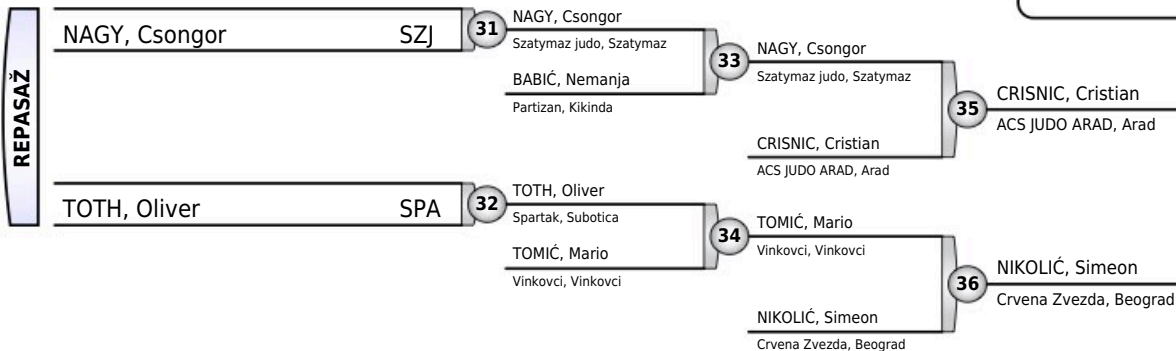 REPASAŽ
NAGY, Csongor SZJ
31
NAGY, Csongor
Szatymaz judo, Szatymaz
BABIĆ, Nemanja
Partizan, Kikinda
33
NAGY, Csongor
Szatymaz judo, Szatymaz
CRISNIC, Cristian
ACS JUDO ARAD, Arad
35
CRISNIC, Cristian
ACS JUDO ARAD, Arad
TOTH, Oliver SPA
32
TOTH, Oliver
Spartak, Subotica
TOMIĆ, Mario
Vinkovci, Vinkovci
34
TOMIĆ, Mario
Vinkovci, Vinkovci
NIKOLIĆ, Simeon
Crvena Zvezda, Beograd
36
NIKOLIĆ, Simeon
Crvena Zvezda, Beograd